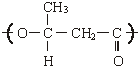 CH₃
(O—C—CH₂—C)
H O